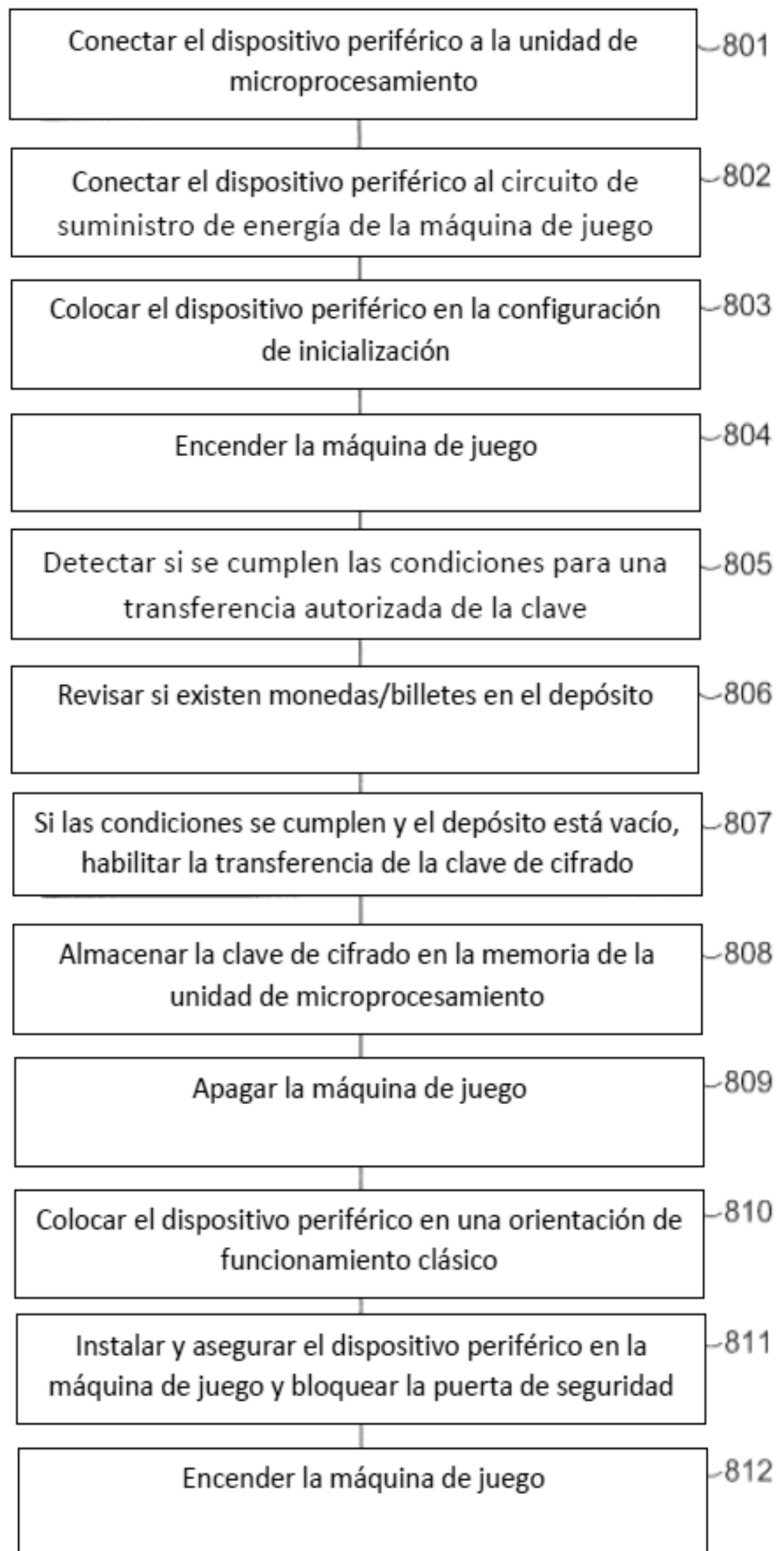 Conectar el dispositivo periférico a la unidad de
microprocesamiento
801
Conectar el dispositivo periférico al circuito de
suministro de energía de la máquina de juego
802
Colocar el dispositivo periférico en la configuración
de inicialización
803
Encender la máquina de juego
804
Detectar si se cumplen las condiciones para una
transferencia autorizada de la clave
805
Revisar si existen monedas/billetes en el depósito
806
Si las condiciones se cumplen y el depósito está vacío,
habilitar la transferencia de la clave de cifrado
807
Almacenar la clave de cifrado en la memoria de la
unidad de microprocesamiento
808
Apagar la máquina de juego
809
Colocar el dispositivo periférico en una orientación de
funcionamiento clásico
810
Instalar y asegurar el dispositivo periférico en la
máquina de juego y bloquear la puerta de seguridad
811
Encender la máquina de juego
812